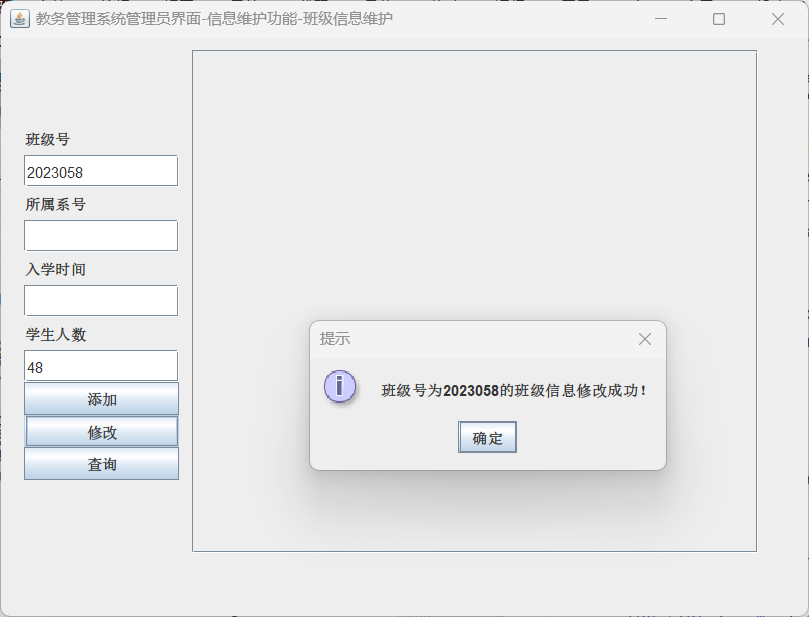 教务管理系统管理员界面-信息维护功能-班级信息维护
班级号
2023058
所属系号
入学时间
学生人数
48
添加
修改
查询
提示
班级号为2023058的班级信息修改成功！
确定